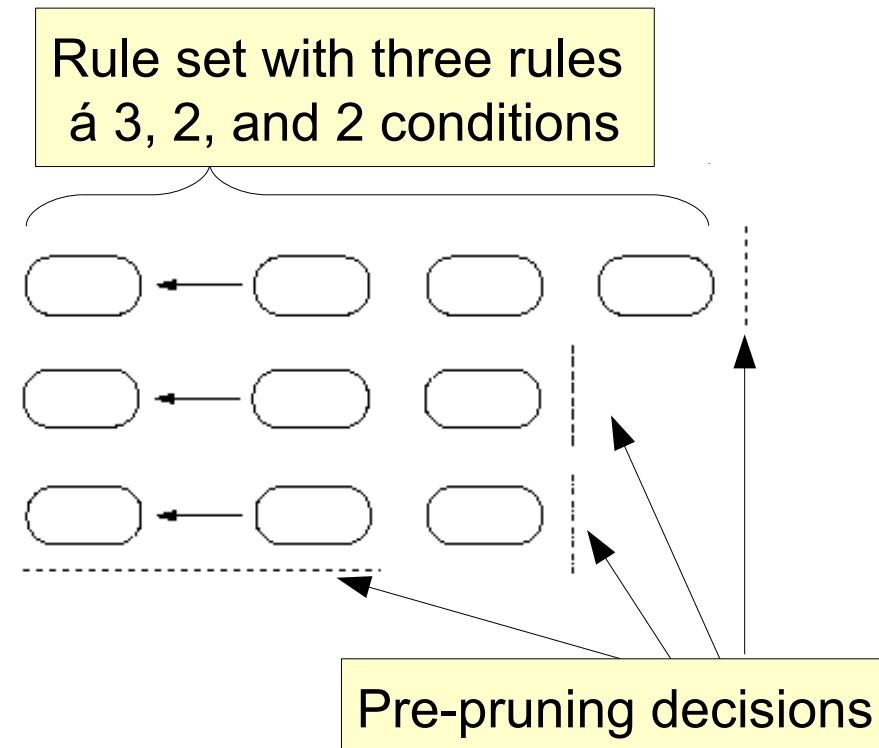 Rule set with three rules
á 3, 2, and 2 conditions
Pre-pruning decisions